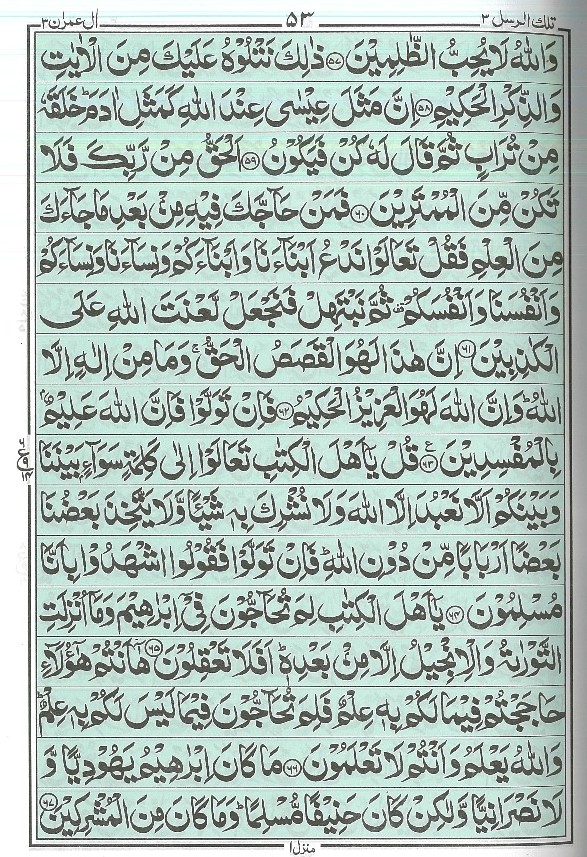 تلك الرسل ٣ ٥٣ اٰل عمرٰن ٣
وَاللّٰهُ لَا يُحِبُّ الظّٰلِمِيْنَ ﴿٥٧﴾ ذٰلِكَ نَتْلُوْهُ عَلَيْكَ مِنَ الْاٰيٰتِ
وَالذِّكْرِ الْحَكِيْمِ ﴿٥٨﴾ اِنَّ مَثَلَ عِيْسٰى عِنْدَ اللّٰهِ كَمَثَلِ اٰدَمَ ؕ خَلَقَهٗ
مِنْ تُرَابٍ ثُمَّ قَالَ لَهٗ كُنْ فَيَكُوْنُ ﴿٥٩﴾ اَلْحَقُّ مِنْ رَّبِّكَ فَلَا
تَكُنْ مِّنَ الْمُمْتَرِيْنَ ﴿٦٠﴾ فَمَنْ حَآجَّكَ فِيْهِ مِنْۢ بَعْدِ مَا جَآءَكَ
مِنَ الْعِلْمِ فَقُلْ تَعَالَوْا نَدْعُ اَبْنَآءَنَا وَاَبْنَآءَكُمْ وَنِسَآءَنَا وَنِسَآءَكُمْ
وَاَنْفُسَنَا وَاَنْفُسَكُمْ ۫ ثُمَّ نَبْتَهِلْ فَنَجْعَلْ لَّعْنَتَ اللّٰهِ عَلَى
الْكٰذِبِيْنَ ﴿٦١﴾ اِنَّ هٰذَا لَهُوَ الْقَصَصُ الْحَقُّ ۚ وَمَا مِنْ اِلٰهٍ اِلَّا
اللّٰهُ ؕ وَاِنَّ اللّٰهَ لَهُوَ الْعَزِيْزُ الْحَكِيْمُ ﴿٦٢﴾ فَاِنْ تَوَلَّوْا فَاِنَّ اللّٰهَ عَلِيْمٌۢ
بِالْمُفْسِدِيْنَ ﴿٦٣﴾ ع قُلْ يٰۤاَهْلَ الْكِتٰبِ تَعَالَوْا اِلٰى كَلِمَةٍ سَوَآءٍۭ بَيْنَنَا
وَبَيْنَكُمْ اَلَّا نَعْبُدَ اِلَّا اللّٰهَ وَلَا نُشْرِكَ بِهٖ شَيْـًٔا وَّلَا يَتَّخِذَ بَعْضُنَا
بَعْضًا اَرْبَابًا مِّنْ دُوْنِ اللّٰهِ ؕ فَاِنْ تَوَلَّوْا فَقُوْلُوا اشْهَدُوْا بِاَنَّا
مُسْلِمُوْنَ ﴿٦٤﴾ يٰۤاَهْلَ الْكِتٰبِ لِمَ تُحَآجُّوْنَ فِيْۤ اِبْرٰهِيْمَ وَمَاۤ اُنْزِلَتِ
التَّوْرٰىةُ وَالْاِنْجِيْلُ اِلَّا مِنْۢ بَعْدِهٖ ؕ اَفَلَا تَعْقِلُوْنَ ﴿٦٥﴾ هٰۤاَنْتُمْ هٰۤؤُلَآءِ
حَاجَجْتُمْ فِيْمَا لَكُمْ بِهٖ عِلْمٌ فَلِمَ تُحَآجُّوْنَ فِيْمَا لَيْسَ لَكُمْ بِهٖ عِلْمٌ ؕ
وَاللّٰهُ يَعْلَمُ وَاَنْتُمْ لَا تَعْلَمُوْنَ ﴿٦٦﴾ مَا كَانَ اِبْرٰهِيْمُ يَهُوْدِيًّا وَّ
لَا نَصْرَانِيًّا وَّلٰكِنْ كَانَ حَنِيْفًا مُّسْلِمًا ؕ وَمَا كَانَ مِنَ الْمُشْرِكِيْنَ ﴿٦٧﴾
منزل ١